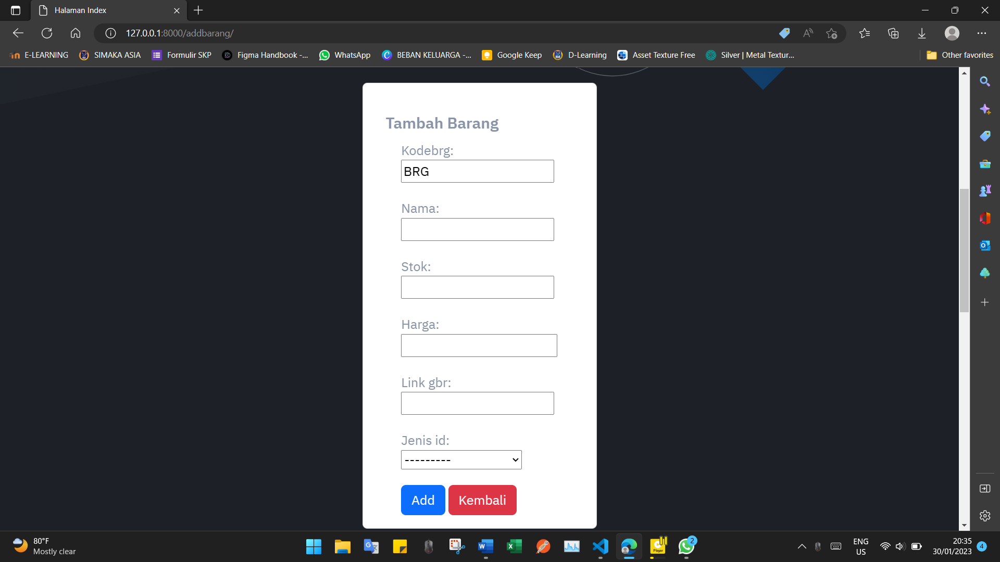 Halaman Index
127.0.0.1:8000/addbarang/
E-LEARNING SIMAKA ASIA Formulir SKP Figma Handbook -... WhatsApp BEBAN KELUARGA -... Google Keep D-Learning Asset Texture Free Silver | Metal Textur... Other favorites
Tambah Barang
Kodebrg:
BRG
Nama:
Stok:
Harga:
Link gbr:
Jenis id:
---------
Add Kembali
80°F
Mostly clear
2
ENG
US
20:35
30/01/2023
4